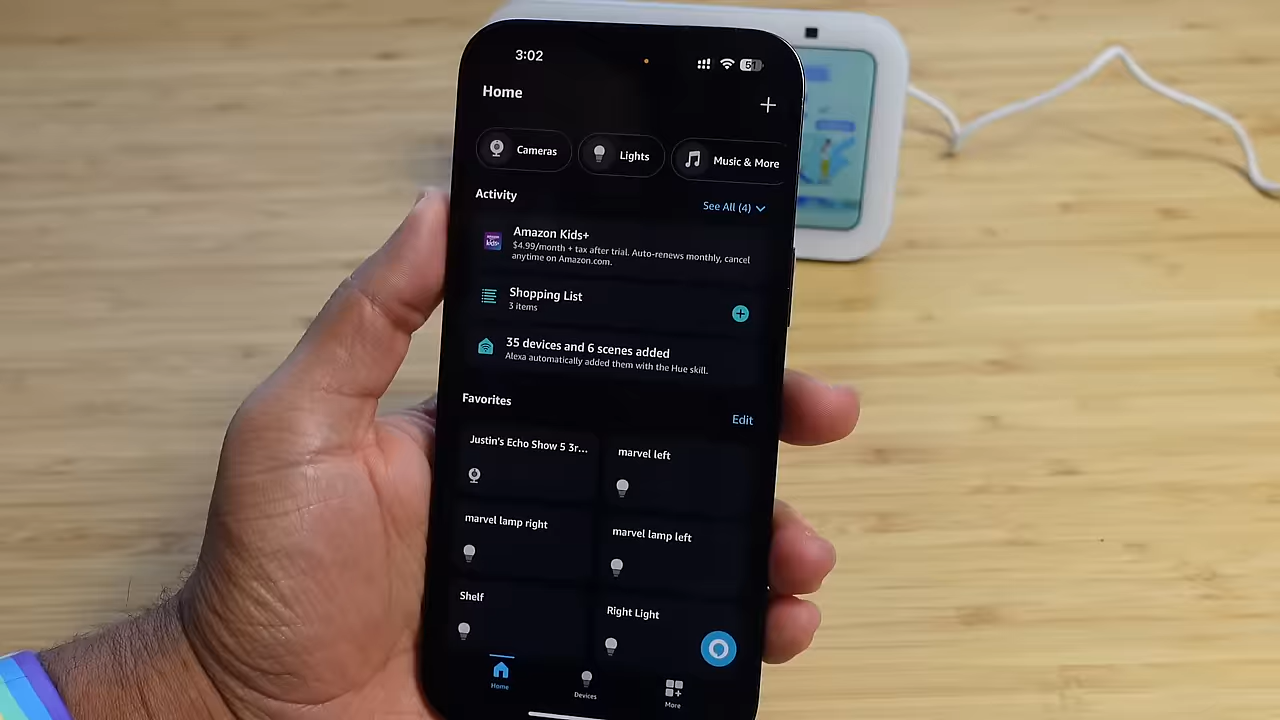 3:02
51
Home
Cameras
Lights
Music & More
Activity
See All (4)
Amazon Kids+
$4.99/month + tax after trial. Auto-renews monthly, cancel
anytime on Amazon.com.
Shopping List
3 items
35 devices and 6 scenes added
Alexa automatically added them with the Hue skill.
Favorites
Edit
Justin's Echo Show 5 3r...
marvel left
marvel lamp right
marvel lamp left
Shelf
Right Light
Home
Devices
More